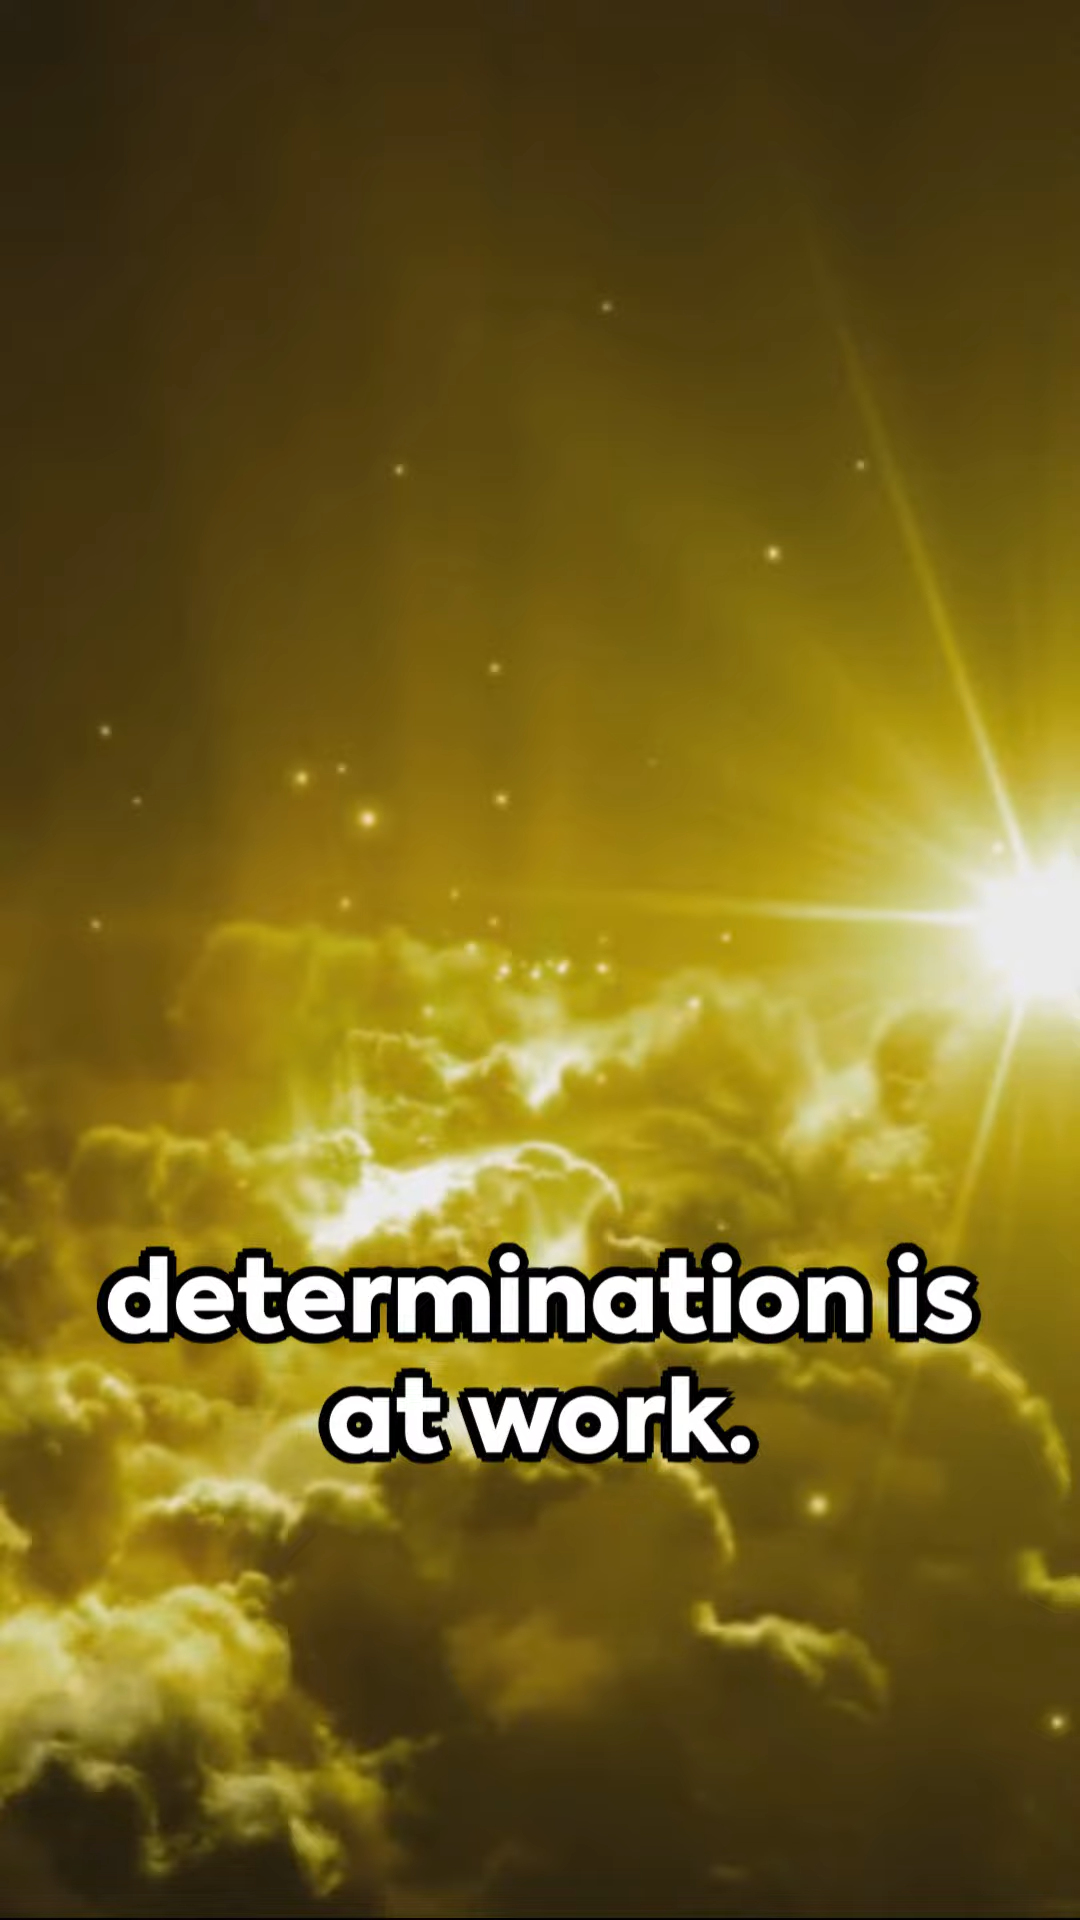 determination is
at work.